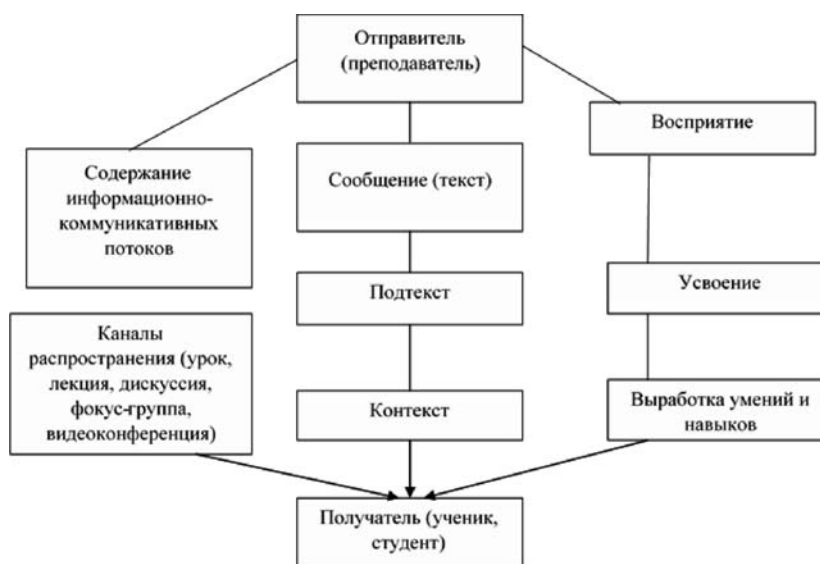 Отправитель
(преподаватель)
Восприятие
Содержание
информационно-
коммуникативных
потоков
Сообщение (текст)
Подтекст
Усвоение
Каналы
распространения (урок,
лекция, дискуссия,
фокус-группа,
видеоконференция)
Контекст
Выработка умений и
навыков
Получатель (ученик,
студент)